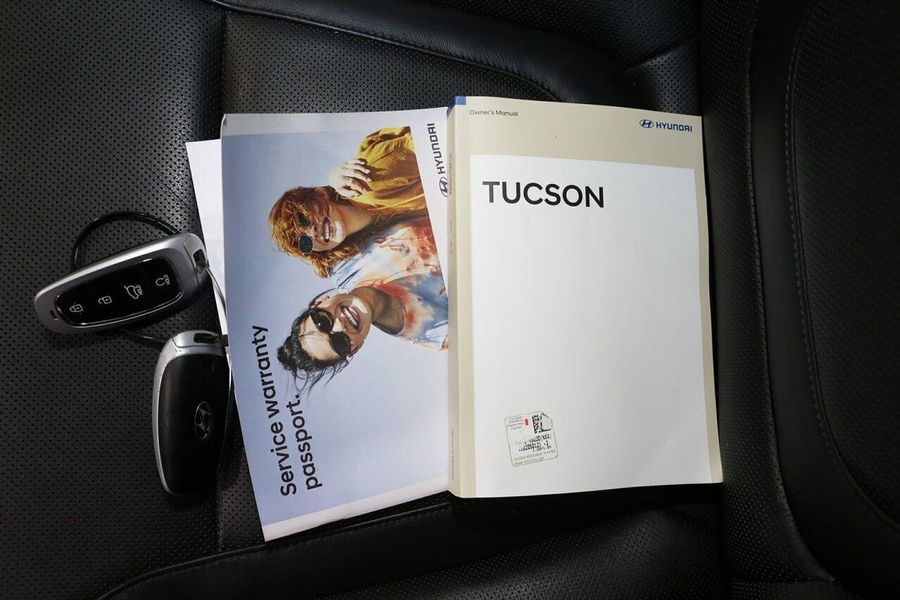 Owner's Manual
HYUNDAI
TUCSON
HYUNDAI
Service warranty
passport.